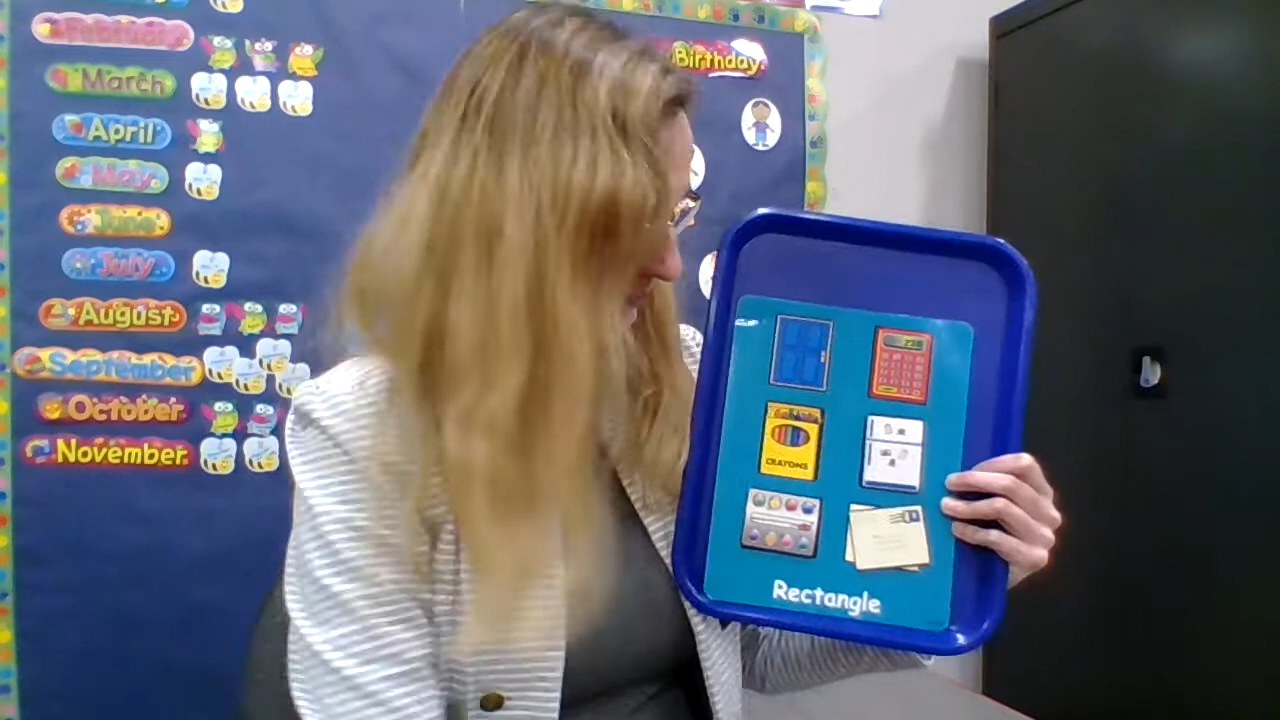 February
March
April
May
June
July
August
September
October
November
Birthday
CRAYONS
Rectangle